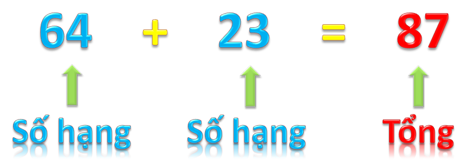 64 + 23 = 87
Số hạng Số hạng Tổng